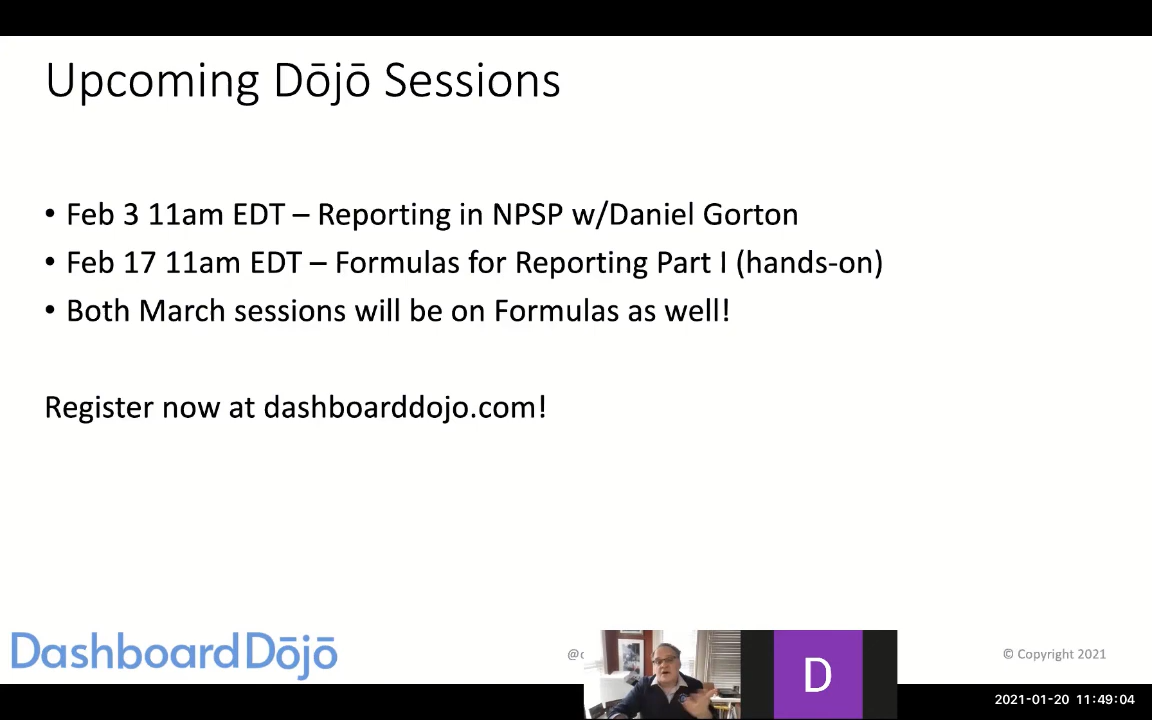 Upcoming Dōjō Sessions
• Feb 3 11am EDT – Reporting in NPSP w/Daniel Gorton
• Feb 17 11am EDT – Formulas for Reporting Part I (hands-on)
• Both March sessions will be on Formulas as well!
Register now at dashboarddojo.com!
DashboardDōjō
@c
D
© Copyright 2021
2021-01-20 11:49:04